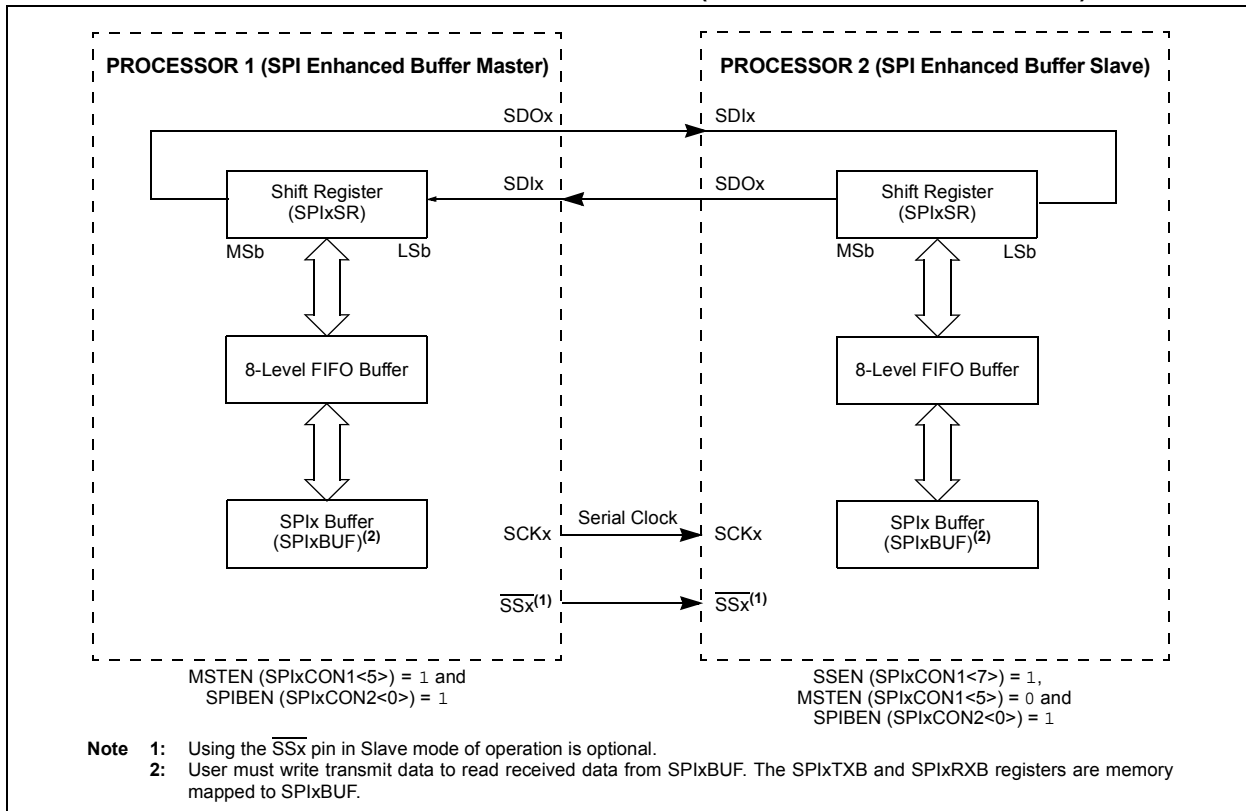 PROCESSOR 1 (SPI Enhanced Buffer Master)
PROCESSOR 2 (SPI Enhanced Buffer Slave)
SDOx
SDIx
SDIx
SDOx
Shift Register
(SPIxSR)
Shift Register
(SPIxSR)
MSb
LSb
MSb
LSb
8-Level FIFO Buffer
8-Level FIFO Buffer
SPIx Buffer
(SPIxBUF)(2)
SPIx Buffer
(SPIxBUF)(2)
SCKx
Serial Clock
SCKx
SSx(1)
SSx(1)
MSTEN (SPIxCON1<5>) = 1 and
SPIBEN (SPIxCON2<0>) = 1
SSEN (SPIxCON1<7>) = 1,
MSTEN (SPIxCON1<5>) = 0 and
SPIBEN (SPIxCON2<0>) = 1
Note 1: Using the SSx pin in Slave mode of operation is optional.
2: User must write transmit data to read received data from SPIxBUF. The SPIxTXB and SPIxRXB registers are memory
mapped to SPIxBUF.